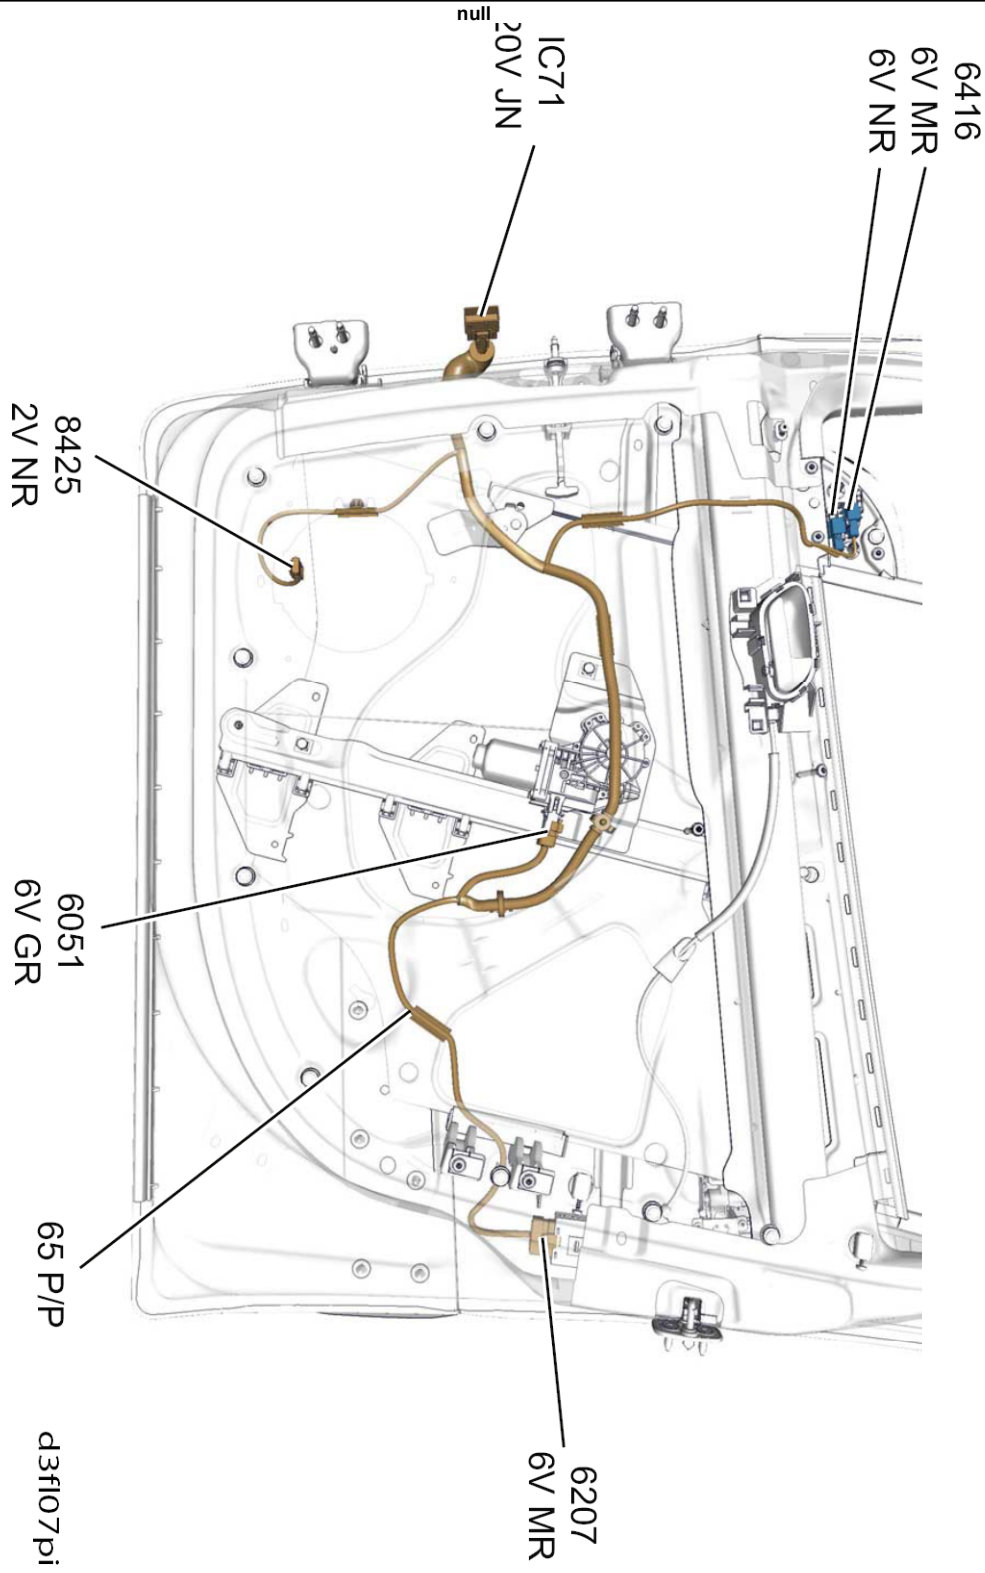 null
6416
6V MR
6V NR
IC71
20V JN
8425
2V NR
6051
6V GR
65 P/P
6207
6V MR
d3fl07pi